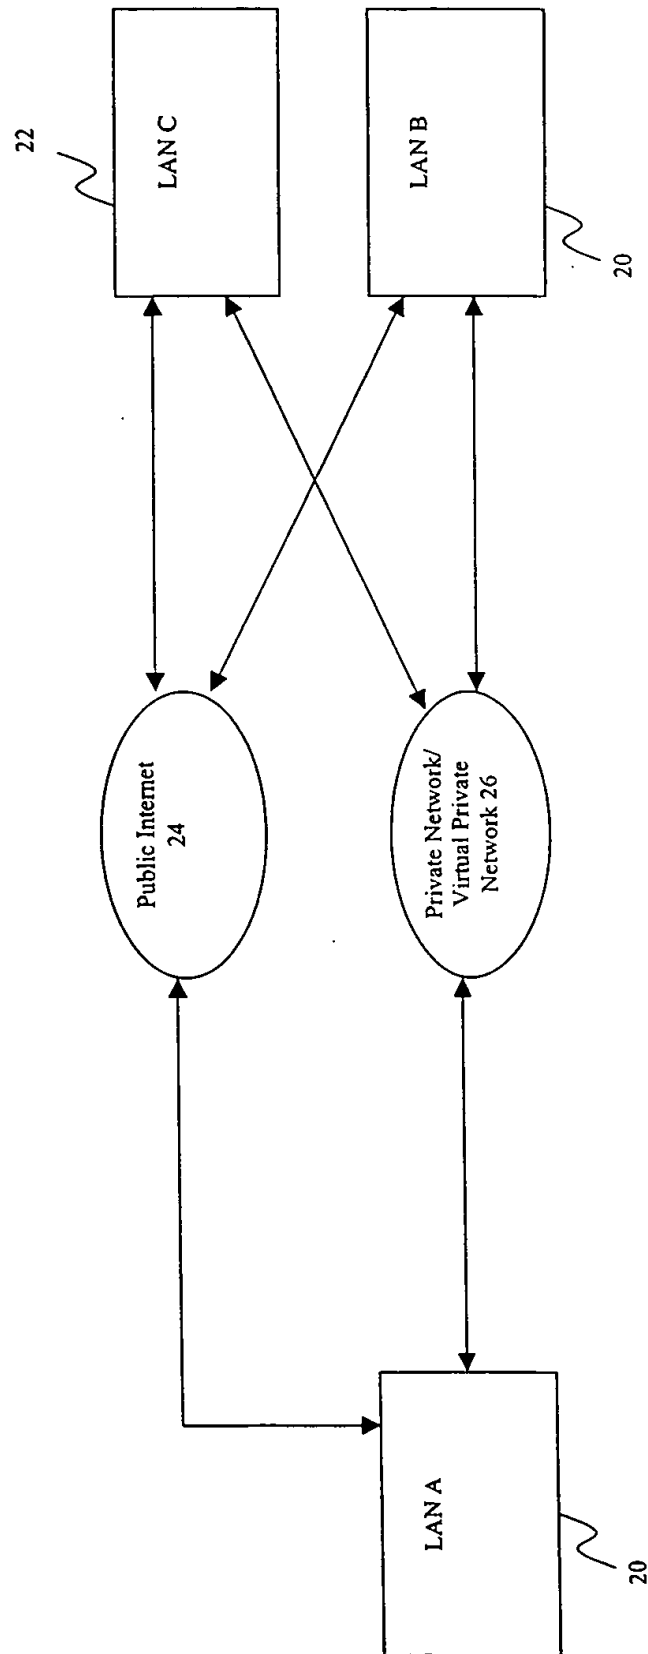 22
LAN C
LAN B
20
Public Internet
24
Private Network/
Virtual Private
Network 26
LAN A
20